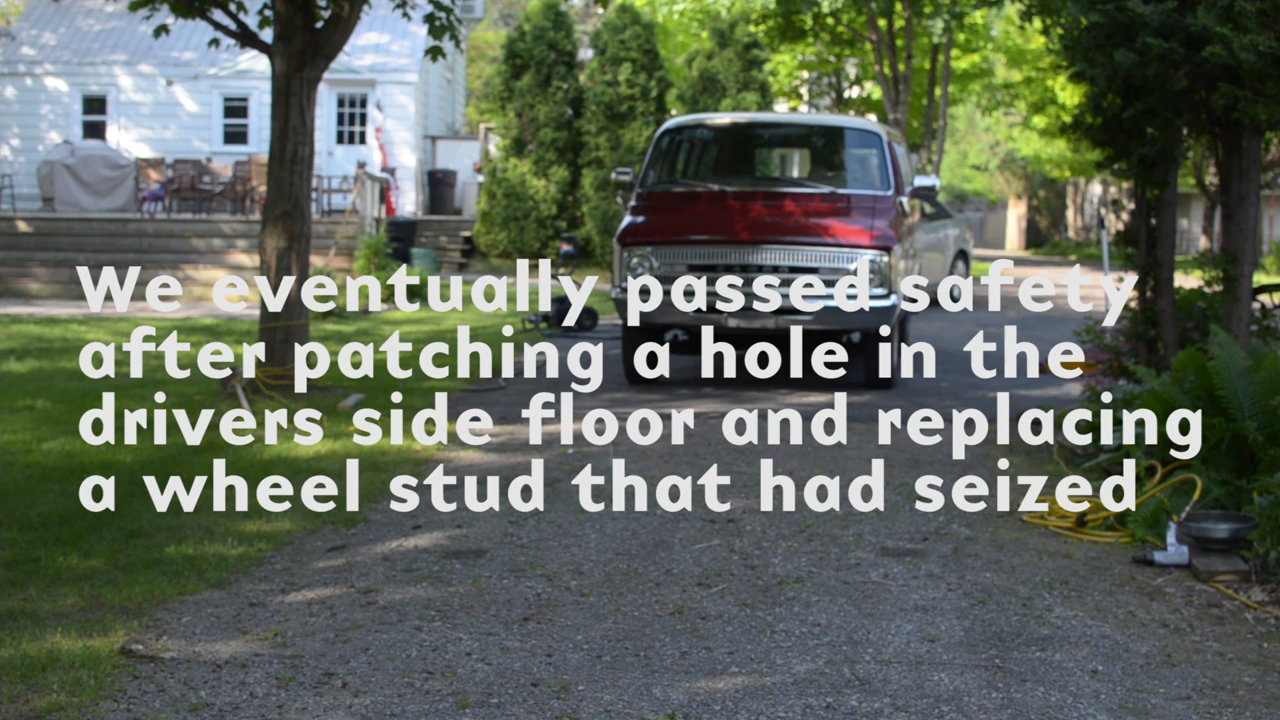 We eventually passed safety
after patching a hole in the
drivers side floor and replacing
a wheel stud that had seized